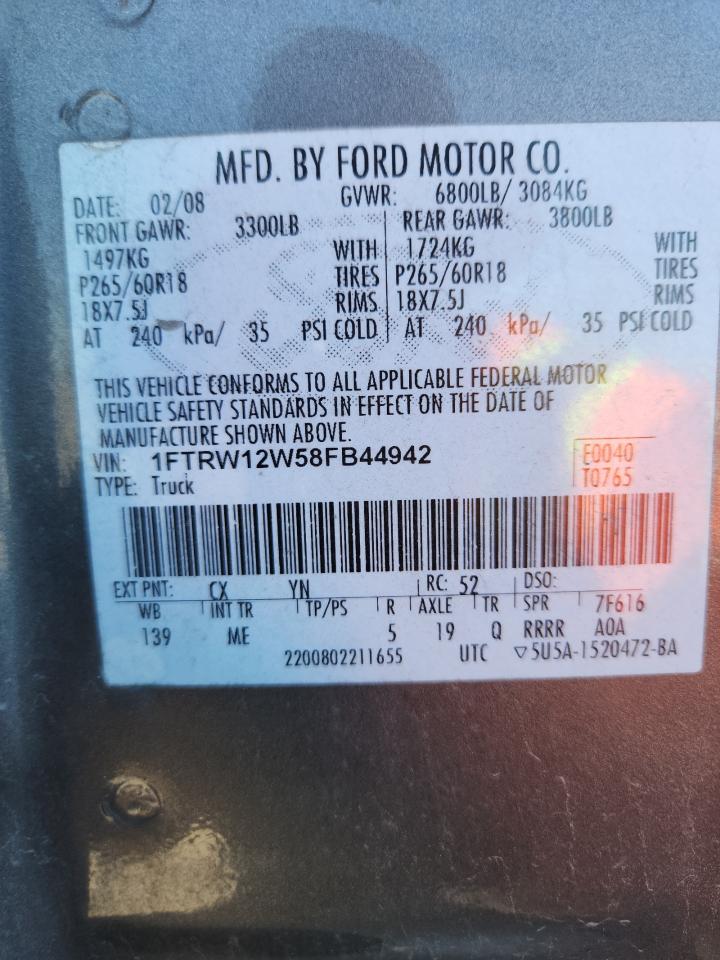 MFD. BY FORD MOTOR CO.
DATE: 02/08 GVWR: 6800LB/ 3084KG
FRONT GAWR: 3300LB REAR GAWR: 3800LB
1497KG WITH 1724KG WITH
P265/60R18 TIRES P265/60R18 TIRES
18X7.5J RIMS 18X7.5J RIMS
AT 240 kPa/ 35 PSI COLD AT 240 kPa/ 35 PSI COLD
THIS VEHICLE CONFORMS TO ALL APPLICABLE FEDERAL MOTOR
VEHICLE SAFETY STANDARDS IN EFFECT ON THE DATE OF
MANUFACTURE SHOWN ABOVE.
VIN: 1FTRW12W58FB44942 E0040
TYPE: Truck T0765
EXT PNT: CX YN RC: 52 DSO:
WB INT TR TP/PS R AXLE TR SPR 7F616
139 ME 5 19 Q RRRR A0A
2200802211655 UTC ▽5U5A-1520472-BA